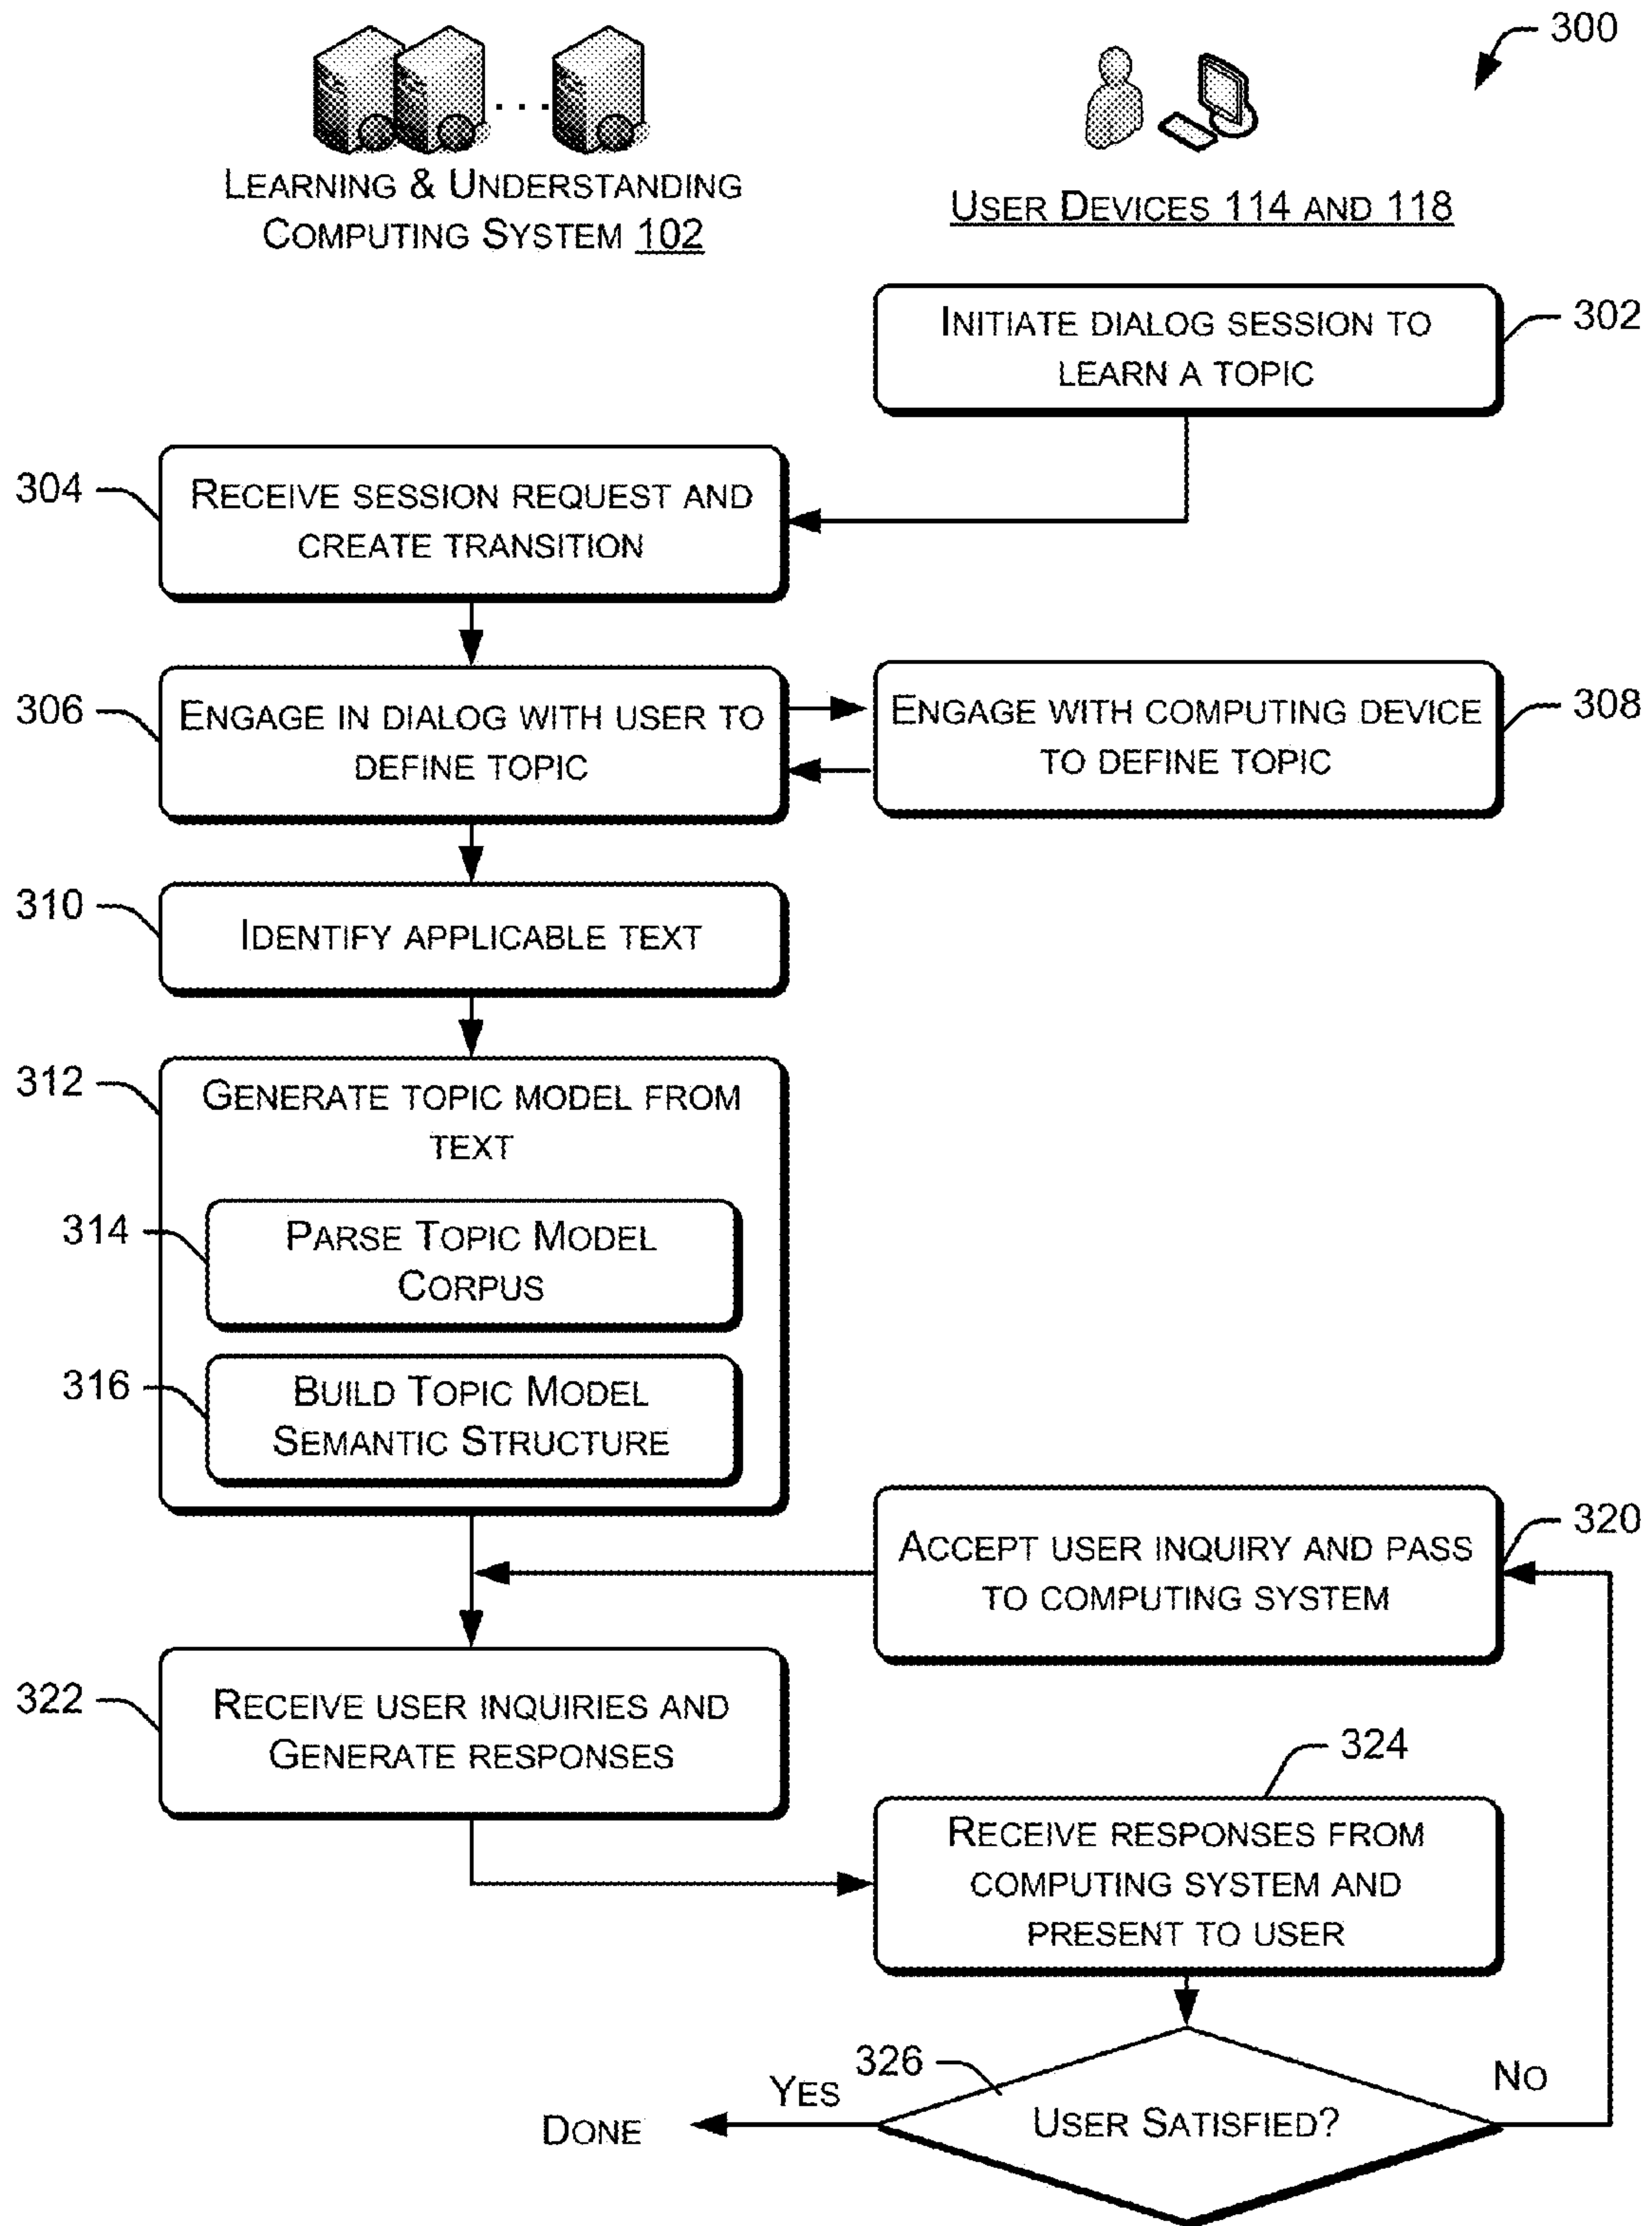 300
LEARNING & UNDERSTANDING
COMPUTING SYSTEM 102
USER DEVICES 114 AND 118
302
INITIATE DIALOG SESSION TO
LEARN A TOPIC
304
RECEIVE SESSION REQUEST AND
CREATE TRANSITION
306
ENGAGE IN DIALOG WITH USER TO
DEFINE TOPIC
308
ENGAGE WITH COMPUTING DEVICE
TO DEFINE TOPIC
310
IDENTIFY APPLICABLE TEXT
312
GENERATE TOPIC MODEL FROM
TEXT
314
PARSE TOPIC MODEL
CORPUS
316
BUILD TOPIC MODEL
SEMANTIC STRUCTURE
320
ACCEPT USER INQUIRY AND PASS
TO COMPUTING SYSTEM
322
RECEIVE USER INQUIRIES AND
GENERATE RESPONSES
324
RECEIVE RESPONSES FROM
COMPUTING SYSTEM AND
PRESENT TO USER
326
USER SATISFIED?
YES
NO
DONE